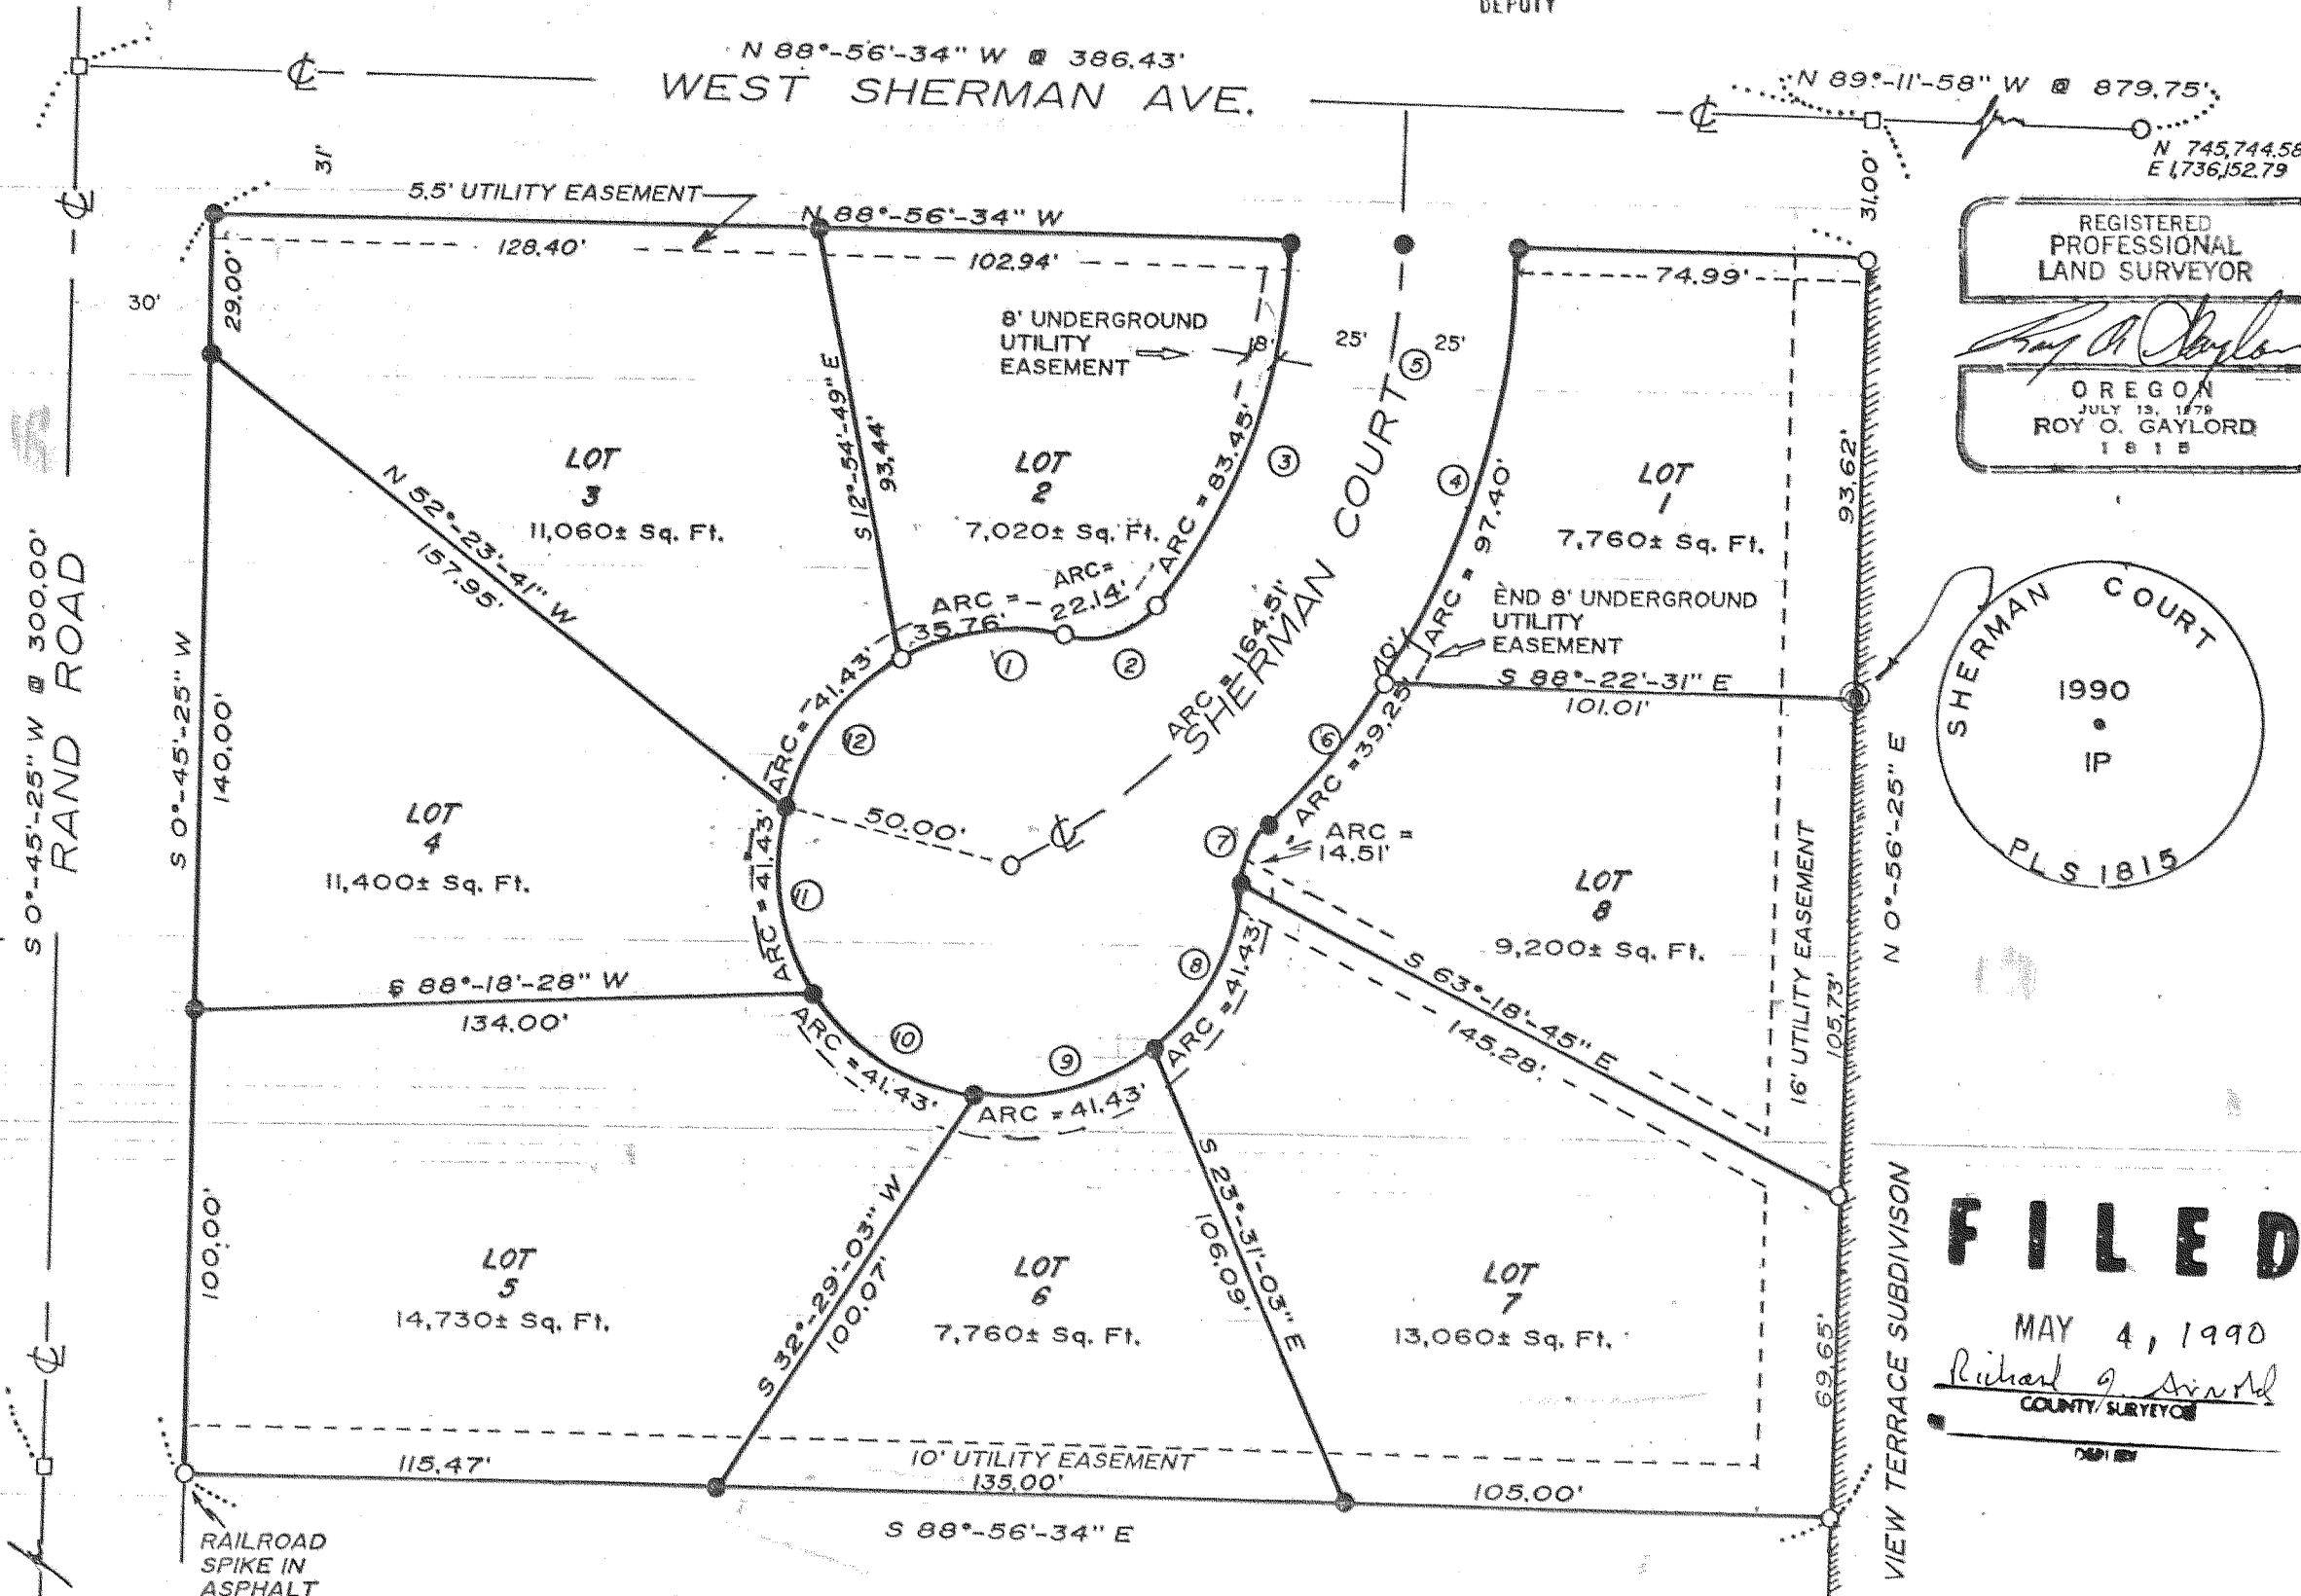 DEPUTY
N 88°-56'-34" W @ 386.43'
WEST SHERMAN AVE.
N 89°-11'-58" W @ 879.75'
N 745,744.58
E 1,736,152.79
31'
31.00'
5.5' UTILITY EASEMENT
N 88°-56'-34" W
128.40'
102.94'
74.99'
30'
29.00'
REGISTERED
PROFESSIONAL
LAND SURVEYOR
OREGON
JULY 13, 1979
ROY O. GAYLORD
1815
8' UNDERGROUND
UTILITY
EASEMENT
8'
25'
25'
5
S 12°-54'-49" E
93.44'
ARC = 83.45'
3
4
ARC = 97.40'
93.62'
LOT
3
11,060± Sq. Ft.
LOT
2
7,020± Sq. Ft.
LOT
1
7,760± Sq. Ft.
N 52°-23'-41" W
157.95'
SHERMAN COURT
ARC = 164.51'
ARC =
35.76'
ARC=
22.14'
1
2
END 8' UNDERGROUND
UTILITY
EASEMENT
10'
S 88°-22'-31" E
101.01'
S 0°-45'-25" W @ 300.00'
RAND ROAD
S 0°-45'-25" W
140.00'
ARC = 41.43'
12
6
ARC = 39.25'
7
ARC =
14.51'
50.00'
LOT
4
11,400± Sq. Ft.
ARC = 41.43'
11
LOT
8
9,200± Sq. Ft.
16' UTILITY EASEMENT
105.73'
N 0°-56'-25" E
SHERMAN COURT
1990
IP
PLS 1815
8
ARC = 41.43'
S 63°-18'-45" E
145.28'
S 88°-18'-28" W
134.00'
10
ARC = 41.43'
9
ARC = 41.43'
100.00'
LOT
5
14,730± Sq. Ft.
S 32°-29'-03" W
100.07'
LOT
6
7,760± Sq. Ft.
S 23°-31'-03" E
106.09'
LOT
7
13,060± Sq. Ft.
69.65'
VIEW TERRACE SUBDIVISON
FILED
MAY 4, 1990
Richard J. Arnold
COUNTY SURVEYOR
115.47'
10' UTILITY EASEMENT
135.00'
105.00'
S 88°-56'-34" E
RAILROAD
SPIKE IN
ASPHALT